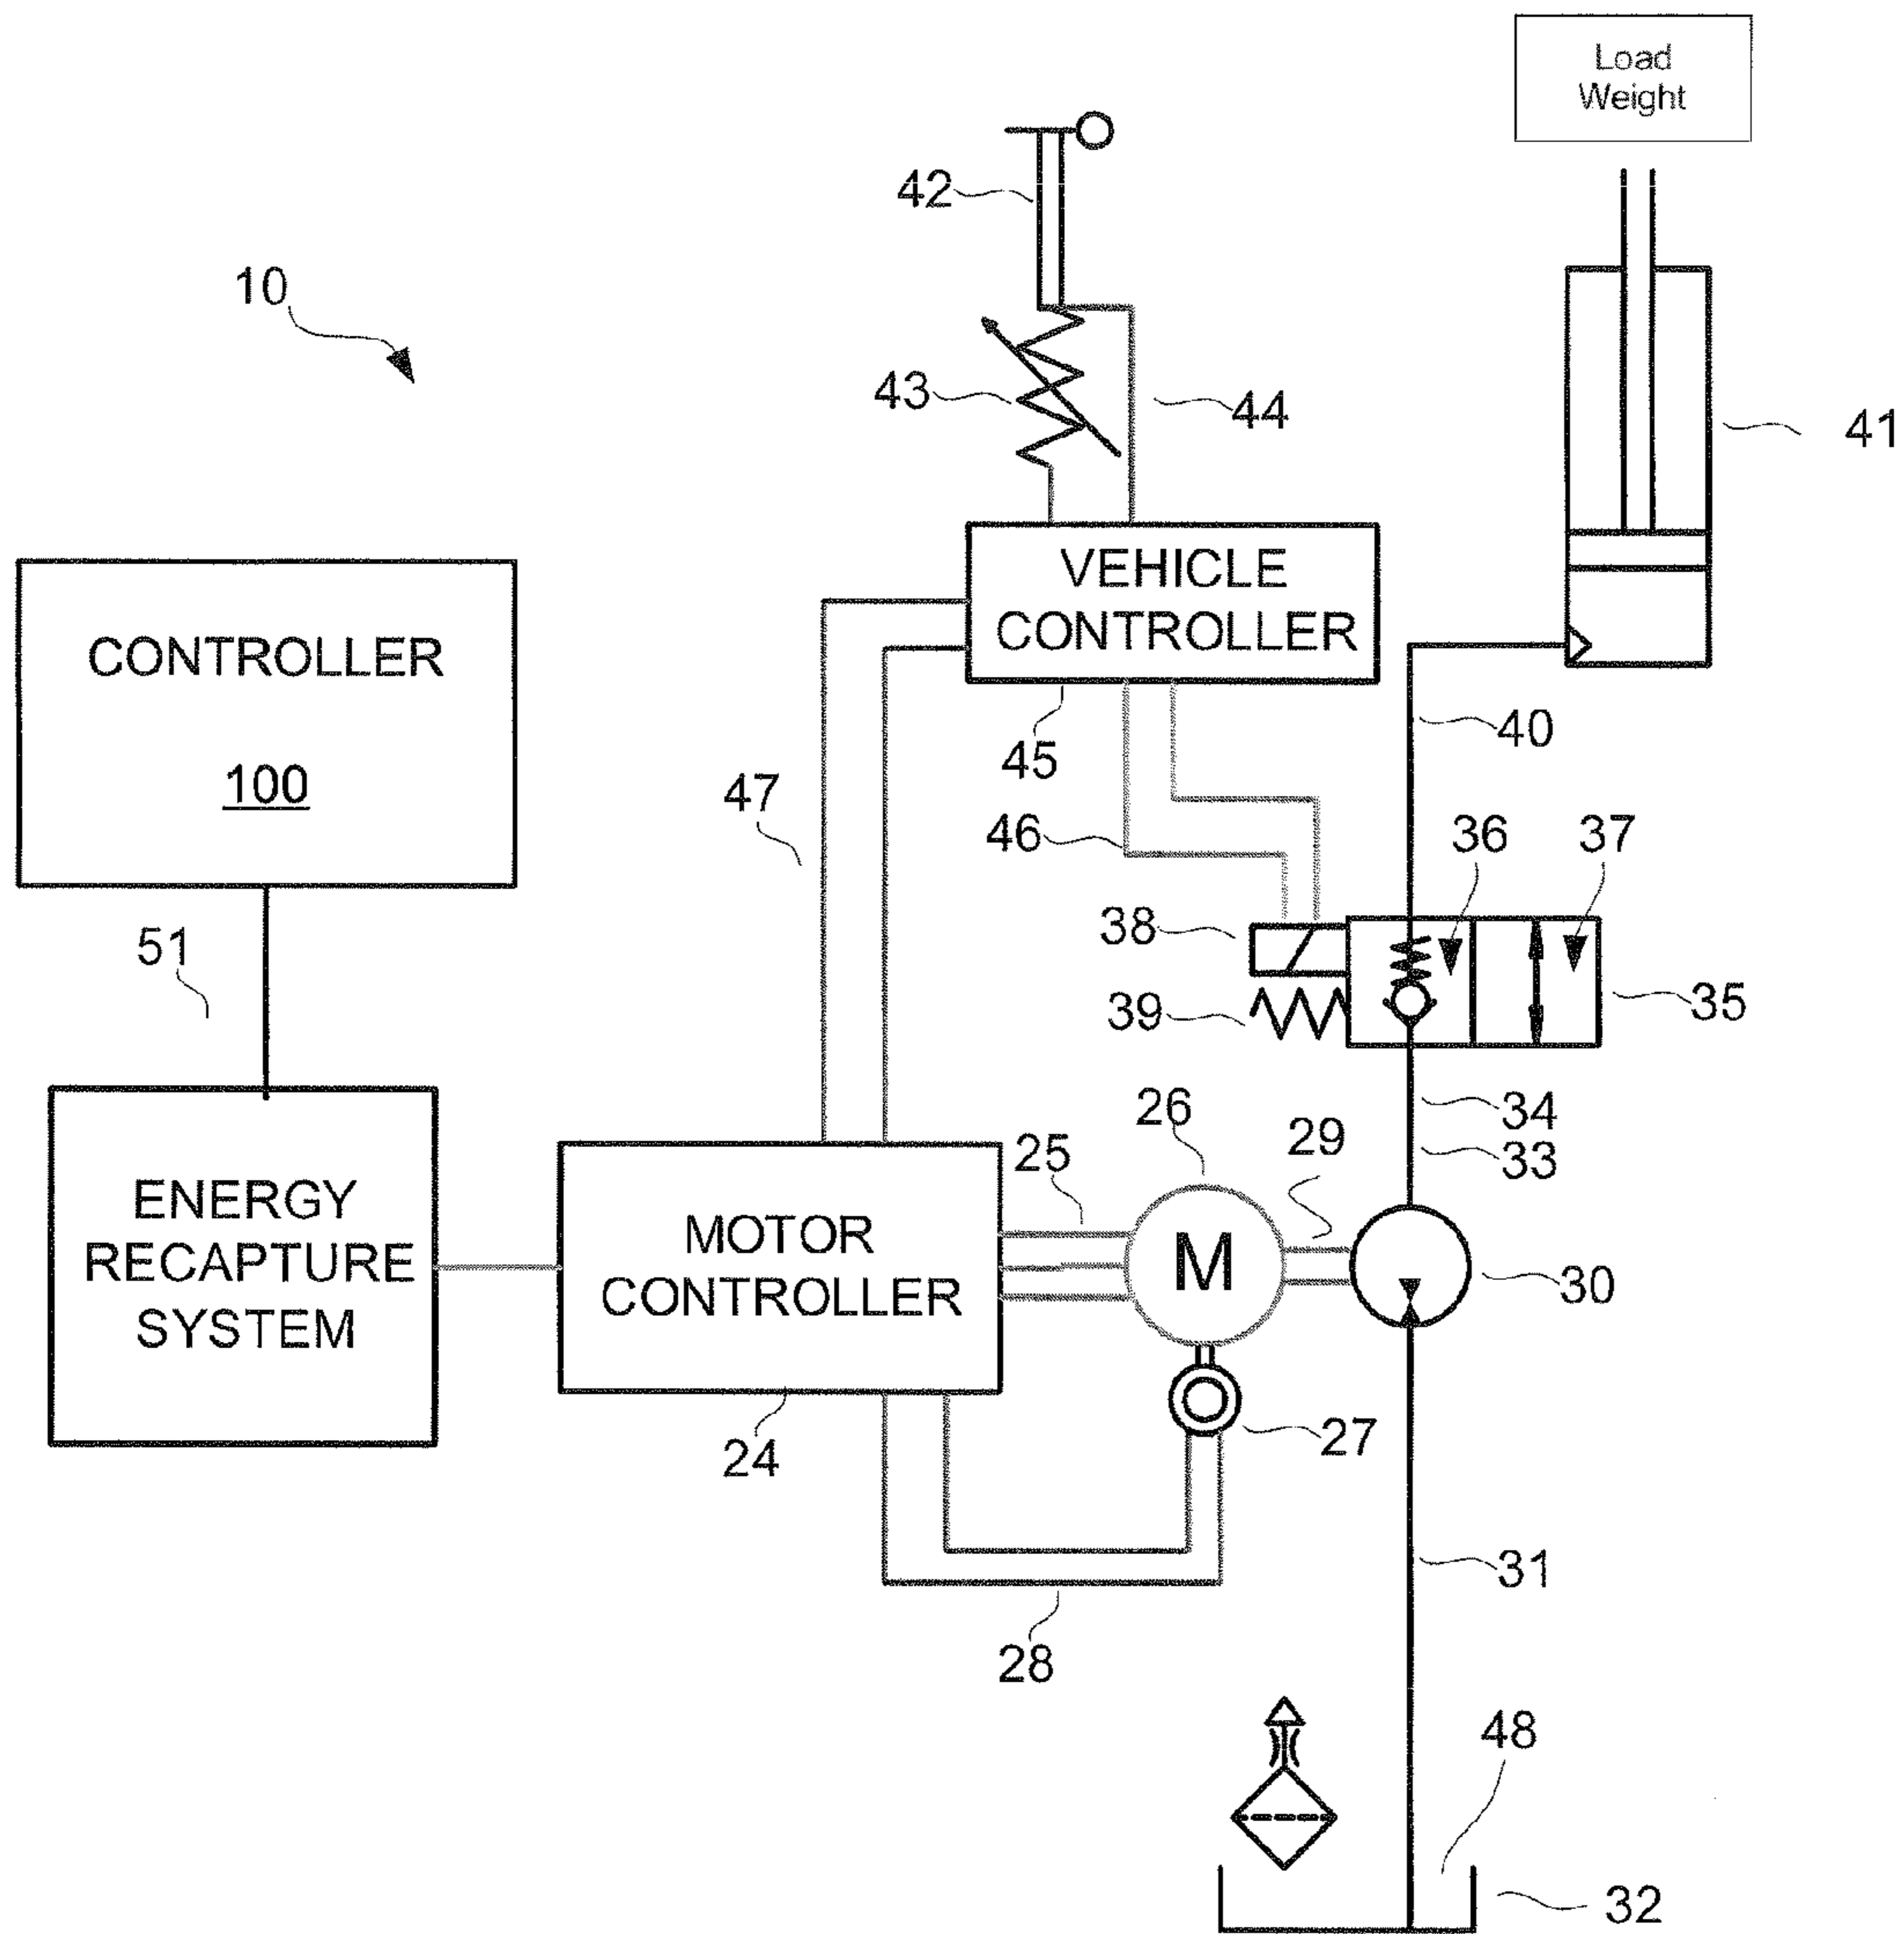 Load
Weight
42
10
43
44
41
VEHICLE
CONTROLLER
CONTROLLER
100
45
40
47
46
36
37
38
51
39
35
26
34
25
29
33
ENERGY
RECAPTURE
SYSTEM
MOTOR
CONTROLLER
M
30
24
27
31
28
48
32